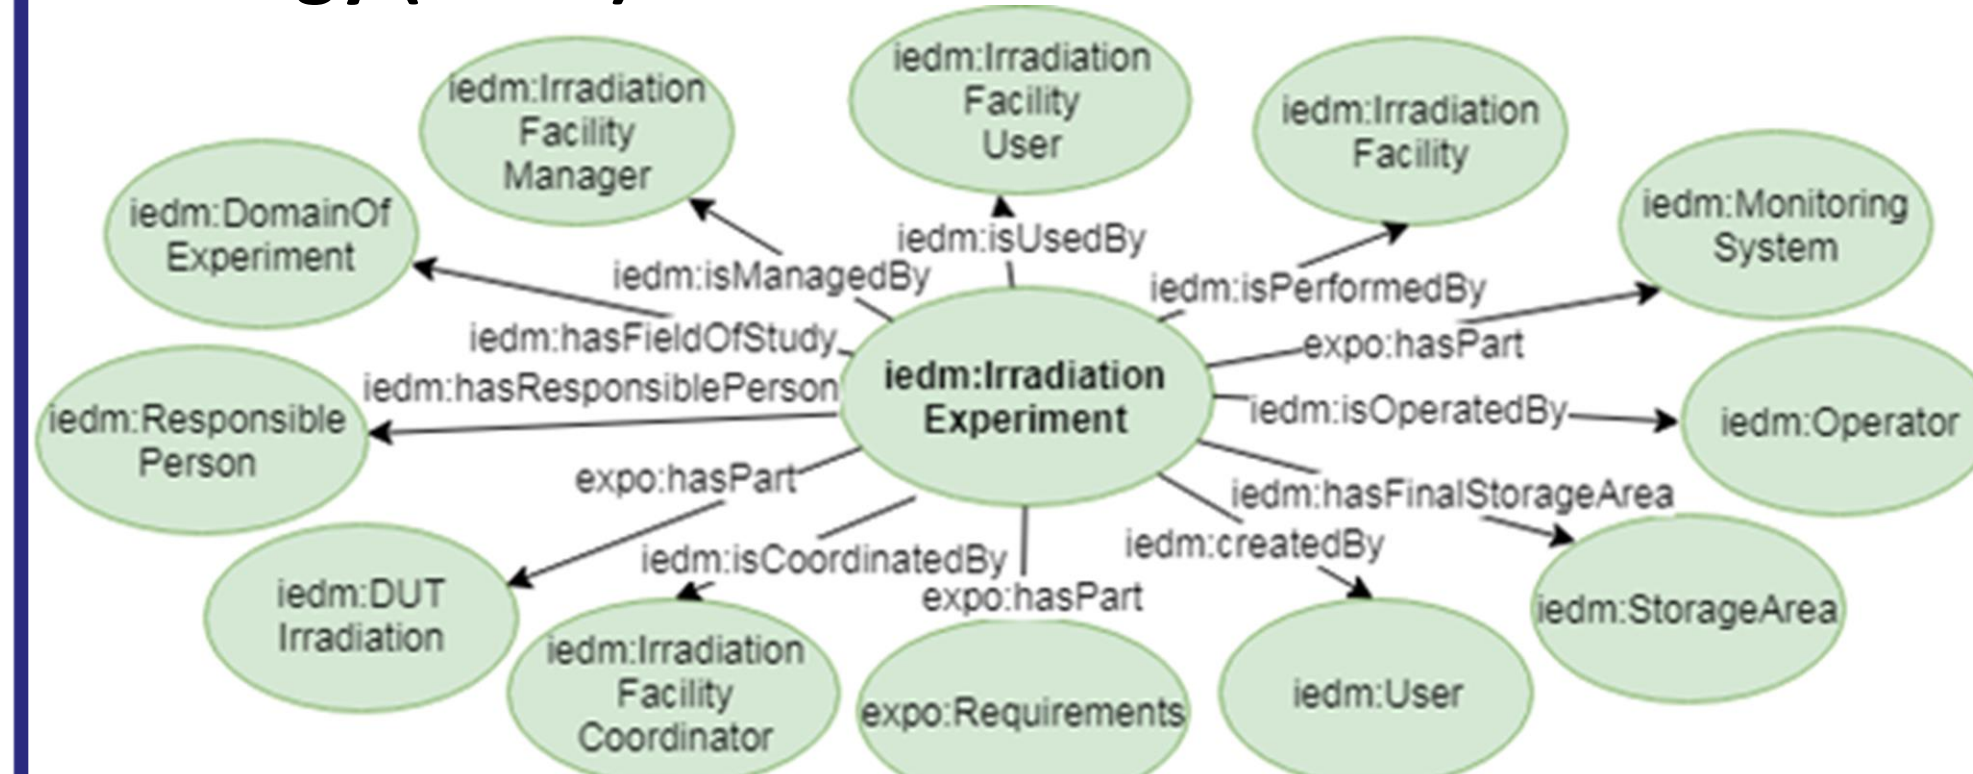 iedm:Irradiation
Facility
User
iedm:Irradiation
Facility
Manager
iedm:Irradiation
Facility
iedm:DomainOf
Experiment
iedm:Monitoring
System
iedm:isUsedBy
iedm:isManagedBy
iedm:isPerformedBy
iedm:hasFieldOfStudy
expo:hasPart
iedm:hasResponsiblePerson
iedm:Irradiation
Experiment
iedm:isOperatedBy
iedm:Operator
iedm:Responsible
Person
expo:hasPart
iedm:hasFinalStorageArea
iedm:isCoordinatedBy
iedm:createdBy
expo:hasPart
iedm:DUT
Irradiation
iedm:StorageArea
iedm:Irradiation
Facility
Coordinator
expo:Requirements
iedm:User